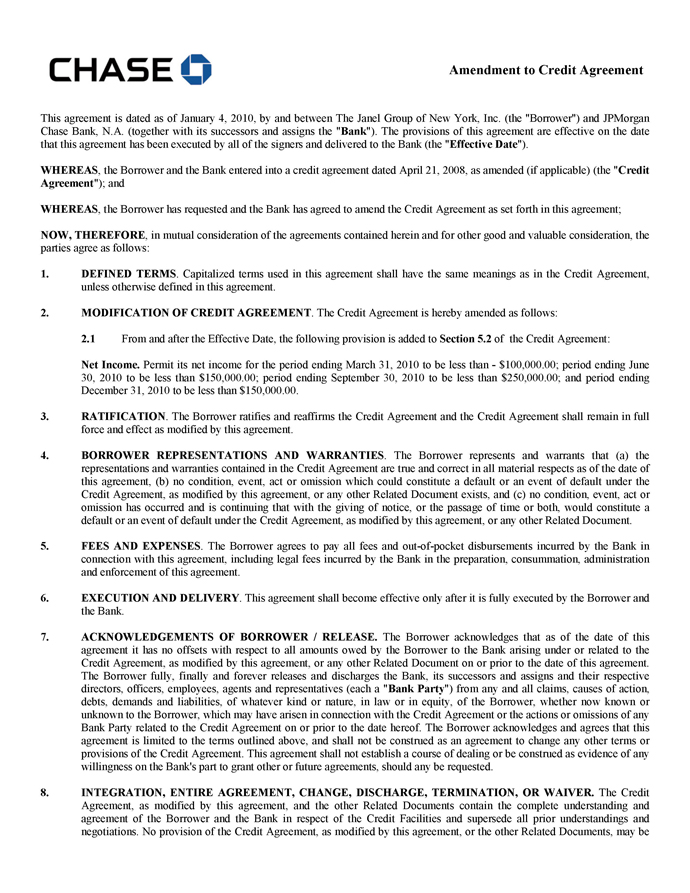 CHASE
Amendment to Credit Agreement
This agreement is dated as of January 4, 2010, by and between The Janel Group of New York, Inc. (the "Borrower") and JPMorgan
Chase Bank, N.A. (together with its successors and assigns the "Bank"). The provisions of this agreement are effective on the date
that this agreement has been executed by all of the signers and delivered to the Bank (the "Effective Date").
WHEREAS, the Borrower and the Bank entered into a credit agreement dated April 21, 2008, as amended (if applicable) (the "Credit
Agreement"); and
WHEREAS, the Borrower has requested and the Bank has agreed to amend the Credit Agreement as set forth in this agreement;
NOW, THEREFORE, in mutual consideration of the agreements contained herein and for other good and valuable consideration, the
parties agree as follows:
1. DEFINED TERMS. Capitalized terms used in this agreement shall have the same meanings as in the Credit Agreement,
unless otherwise defined in this agreement.
2. MODIFICATION OF CREDIT AGREEMENT. The Credit Agreement is hereby amended as follows:
2.1 From and after the Effective Date, the following provision is added to Section 5.2 of the Credit Agreement:
Net Income. Permit its net income for the period ending March 31, 2010 to be less than - $100,000.00; period ending June
30, 2010 to be less than $150,000.00; period ending September 30, 2010 to be less than $250,000.00; and period ending
December 31, 2010 to be less than $150,000.00.
3. RATIFICATION. The Borrower ratifies and reaffirms the Credit Agreement and the Credit Agreement shall remain in full
force and effect as modified by this agreement.
4. BORROWER REPRESENTATIONS AND WARRANTIES. The Borrower represents and warrants that (a) the
representations and warranties contained in the Credit Agreement are true and correct in all material respects as of the date of
this agreement, (b) no condition, event, act or omission which could constitute a default or an event of default under the
Credit Agreement, as modified by this agreement, or any other Related Document exists, and (c) no condition, event, act or
omission has occurred and is continuing that with the giving of notice, or the passage of time or both, would constitute a
default or an event of default under the Credit Agreement, as modified by this agreement, or any other Related Document.
5. FEES AND EXPENSES. The Borrower agrees to pay all fees and out-of-pocket disbursements incurred by the Bank in
connection with this agreement, including legal fees incurred by the Bank in the preparation, consummation, administration
and enforcement of this agreement.
6. EXECUTION AND DELIVERY. This agreement shall become effective only after it is fully executed by the Borrower and
the Bank.
7. ACKNOWLEDGEMENTS OF BORROWER / RELEASE. The Borrower acknowledges that as of the date of this
agreement it has no offsets with respect to all amounts owed by the Borrower to the Bank arising under or related to the
Credit Agreement, as modified by this agreement, or any other Related Document on or prior to the date of this agreement.
The Borrower fully, finally and forever releases and discharges the Bank, its successors and assigns and their respective
directors, officers, employees, agents and representatives (each a "Bank Party") from any and all claims, causes of action,
debts, demands and liabilities, of whatever kind or nature, in law or in equity, of the Borrower, whether now known or
unknown to the Borrower, which may have arisen in connection with the Credit Agreement or the actions or omissions of any
Bank Party related to the Credit Agreement on or prior to the date hereof. The Borrower acknowledges and agrees that this
agreement is limited to the terms outlined above, and shall not be construed as an agreement to change any other terms or
provisions of the Credit Agreement. This agreement shall not establish a course of dealing or be construed as evidence of any
willingness on the Bank's part to grant other or future agreements, should any be requested.
8. INTEGRATION, ENTIRE AGREEMENT, CHANGE, DISCHARGE, TERMINATION, OR WAIVER. The Credit
Agreement, as modified by this agreement, and the other Related Documents contain the complete understanding and
agreement of the Borrower and the Bank in respect of the Credit Facilities and supersede all prior understandings and
negotiations. No provision of the Credit Agreement, as modified by this agreement, or the other Related Documents, may be